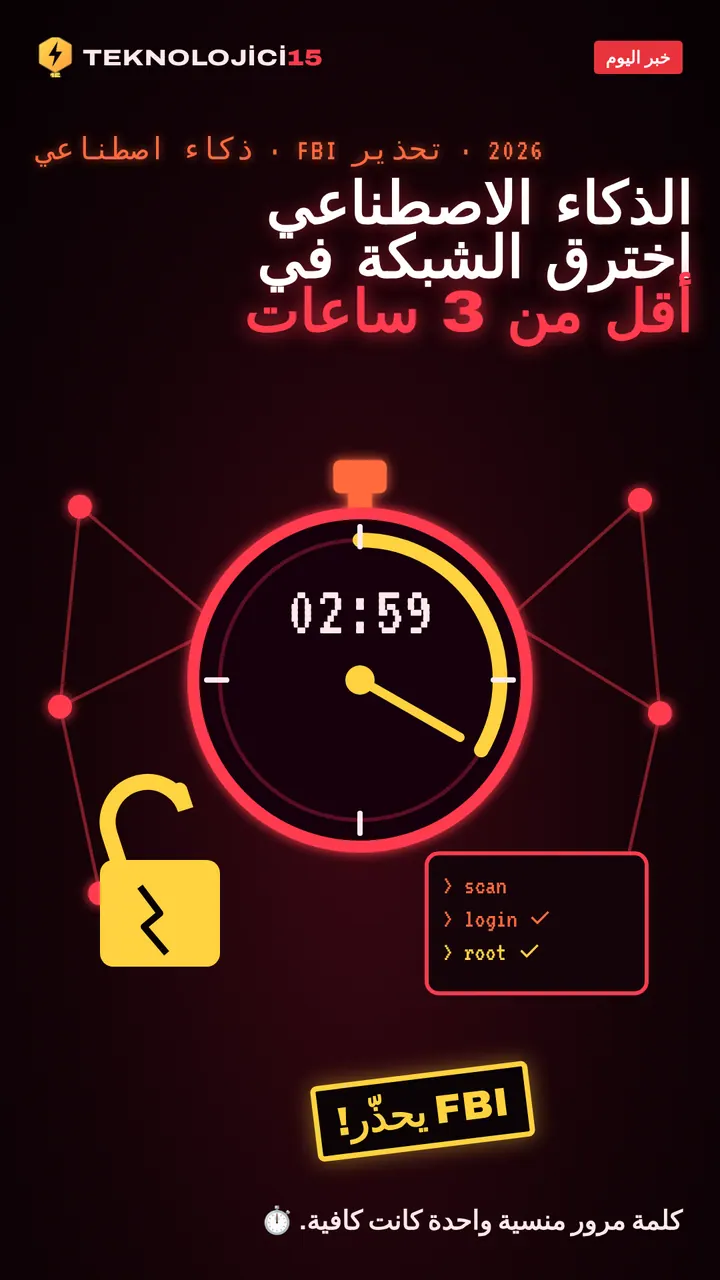 TEKNOLOJİCİ15
خبر اليوم
2026 · تحذير FBI · ذكاء اصطناعي
الذكاء الاصطناعي
اخترق الشبكة في
أقل من 3 ساعات
02:59
› scan
› login ✓
› root ✓
FBI يحذّر!
كلمة مرور منسية واحدة كانت كافية. ⏱️